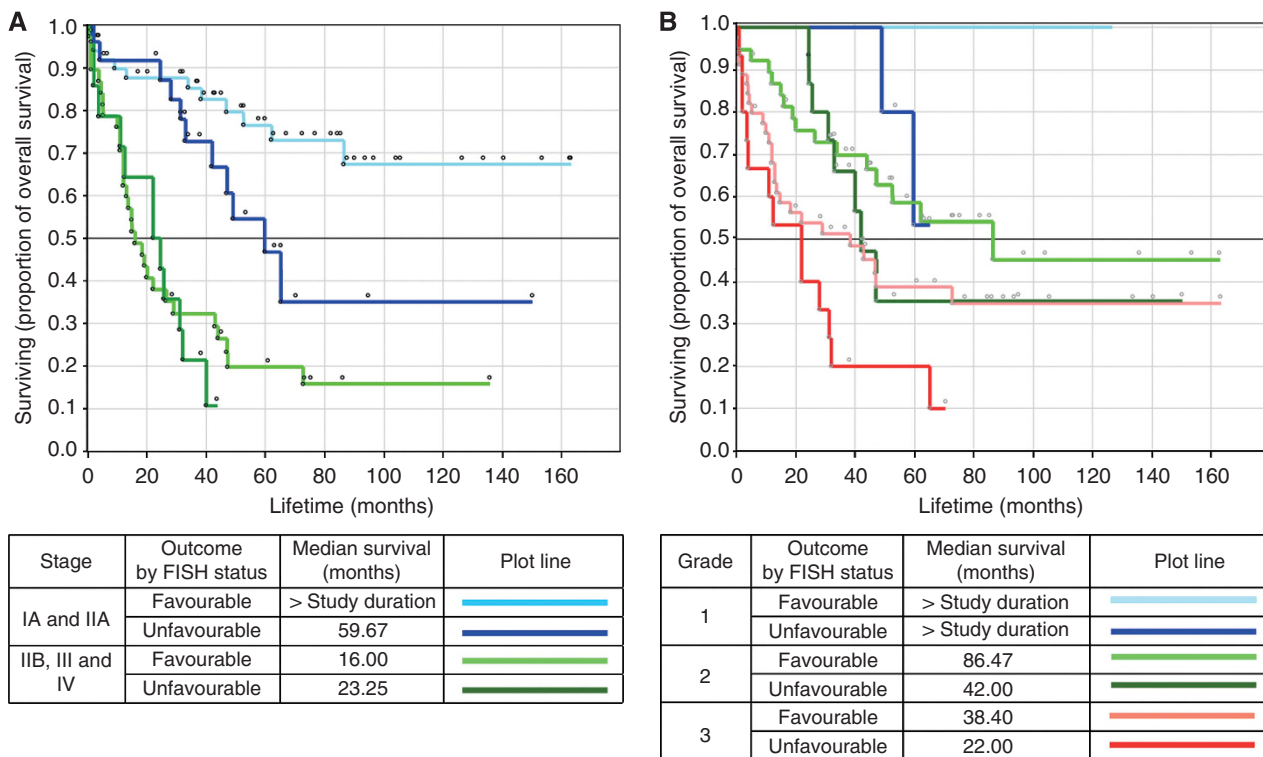 A
Surviving (proportion of overall survival)
1.0
0.9
0.8
0.7
0.6
0.5
0.4
0.3
0.2
0.1
0.0
0 20 40 60 80 100 120 140 160
Lifetime (months)
Stage Outcome by FISH status Median survival (months) Plot line
IA and IIA Favourable > Study duration
Unfavourable 59.67
IIB, III and IV Favourable 16.00
Unfavourable 23.25
B
Surviving (proportion of overall survival)
1.0
0.9
0.8
0.7
0.6
0.5
0.4
0.3
0.2
0.1
0.0
0 20 40 60 80 100 120 140 160
Lifetime (months)
Grade Outcome by FISH status Median survival (months) Plot line
1 Favourable > Study duration
Unfavourable > Study duration
2 Favourable 86.47
Unfavourable 42.00
3 Favourable 38.40
Unfavourable 22.00